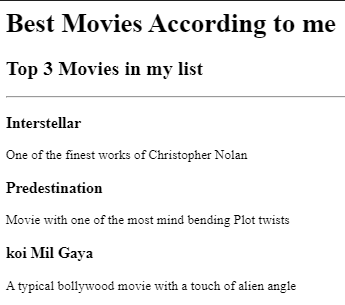 Best Movies According to me
Top 3 Movies in my list
Interstellar
One of the finest works of Christopher Nolan
Predestination
Movie with one of the most mind bending Plot twists
koi Mil Gaya
A typical bollywood movie with a touch of alien angle